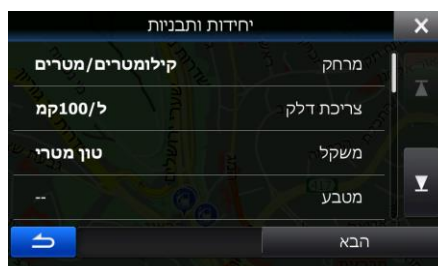 יחידות ותבניות
מרחק קילומטרים/מטרים
צריכת דלק ל/100קמ
משקל טון מטרי
מטבע --
הבא